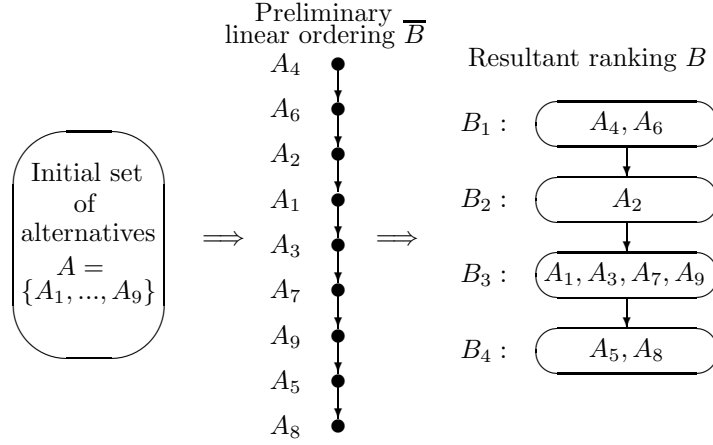 Initial set
of
alternatives
A =
{A₁, ..., A₉}
⟹
Preliminary
linear ordering B̅
A₄
A₆
A₂
A₁
A₃
A₇
A₉
A₅
A₈
⟹
Resultant ranking B
B₁ : A₄, A₆
B₂ : A₂
B₃ : A₁, A₃, A₇, A₉
B₄ : A₅, A₈